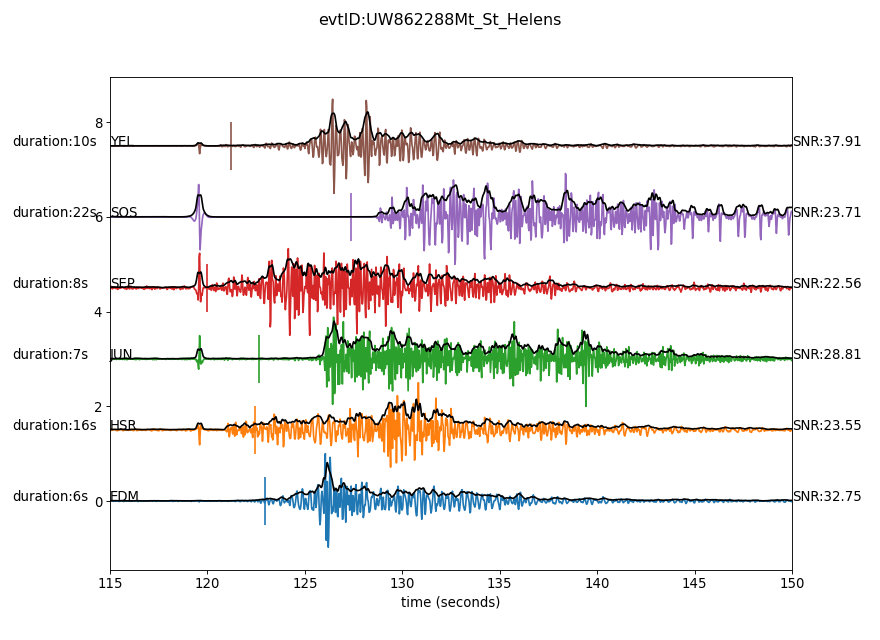 evtID:UW862288Mt_St_Helens
8
duration:10s YEL SNR:37.91
duration:22s SOS SNR:23.71
6
duration:8s SEP SNR:22.56
4
duration:7s JUN SNR:28.81
2
duration:16s HSR SNR:23.55
duration:6s EDM SNR:32.75
0
115 120 125 130 135 140 145 150
time (seconds)